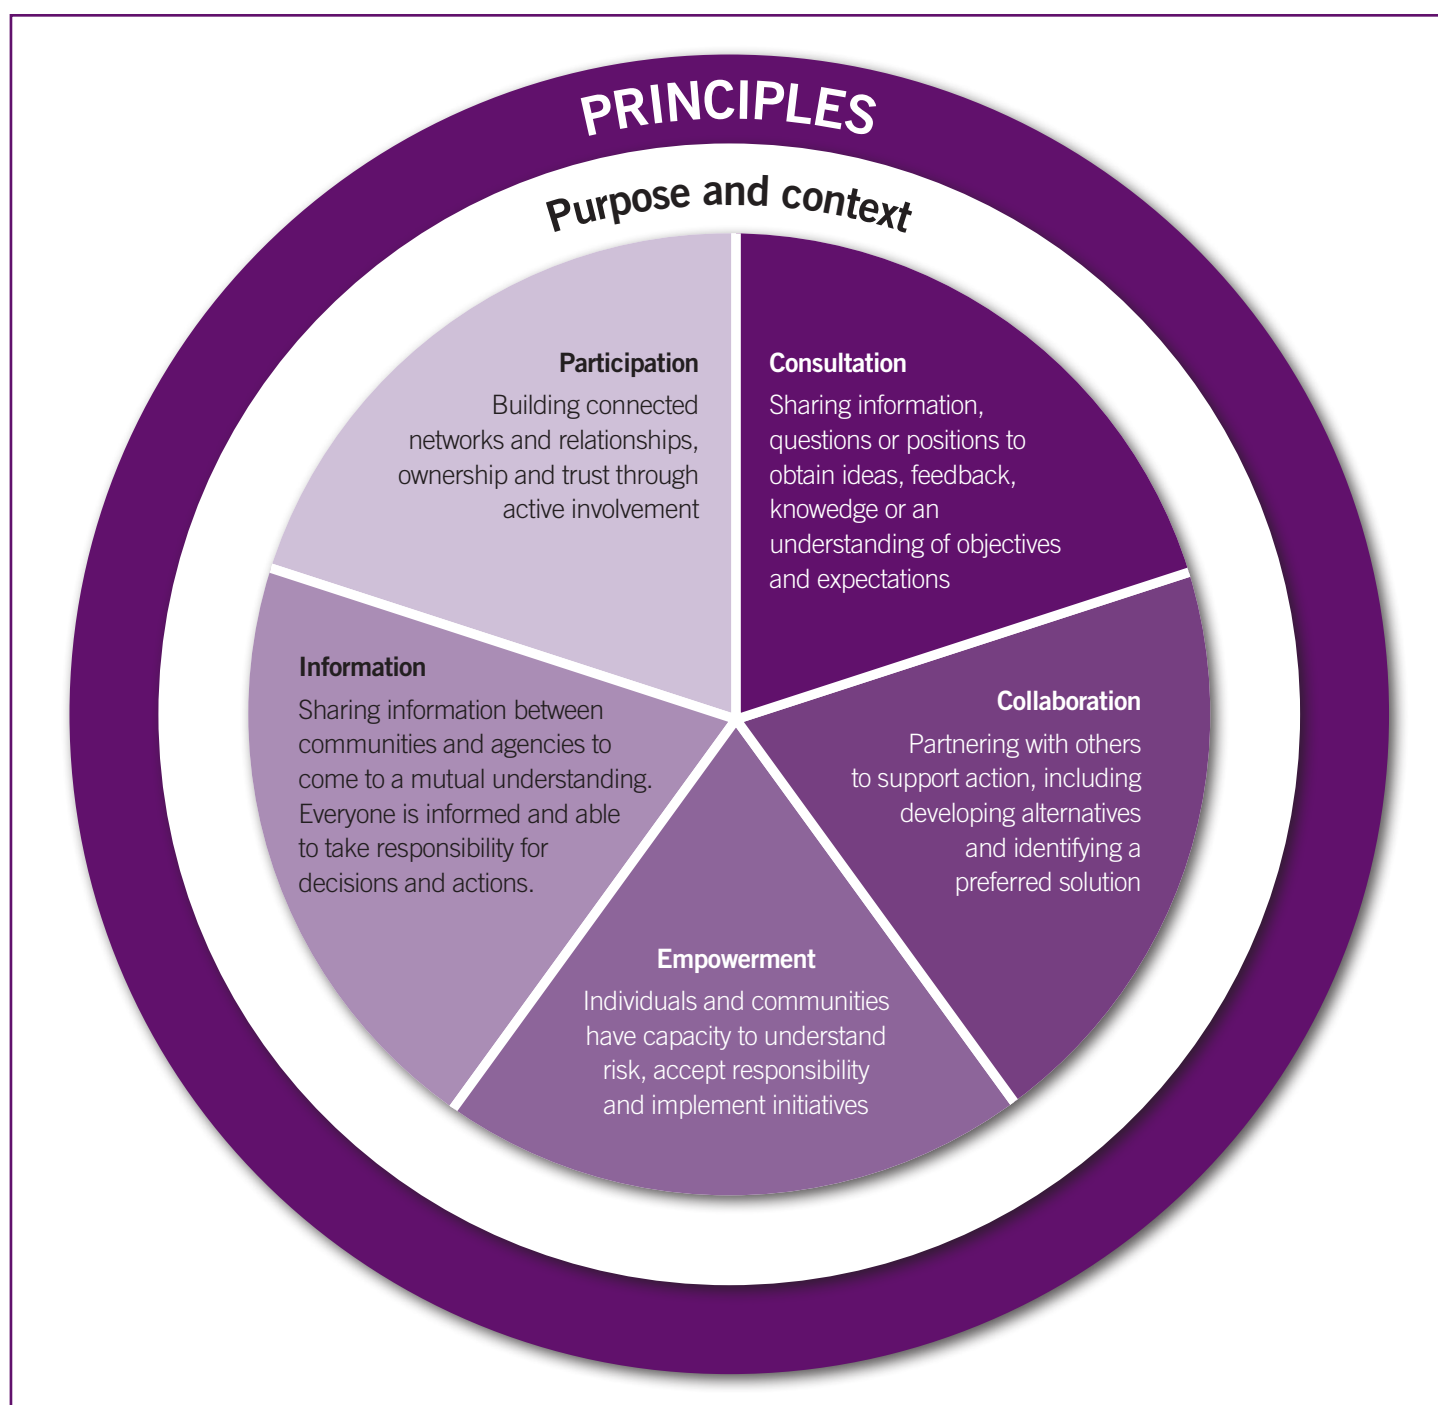 PRINCIPLES
Purpose and context
Participation
Building connected
networks and relationships,
ownership and trust through
active involvement
Consultation
Sharing information,
questions or positions to
obtain ideas, feedback,
knowedge or an
understanding of objectives
and expectations
Information
Sharing information between
communities and agencies to
come to a mutual understanding.
Everyone is informed and able
to take responsibility for
decisions and actions.
Collaboration
Partnering with others
to support action, including
developing alternatives
and identifying a
preferred solution
Empowerment
Individuals and communities
have capacity to understand
risk, accept responsibility
and implement initiatives